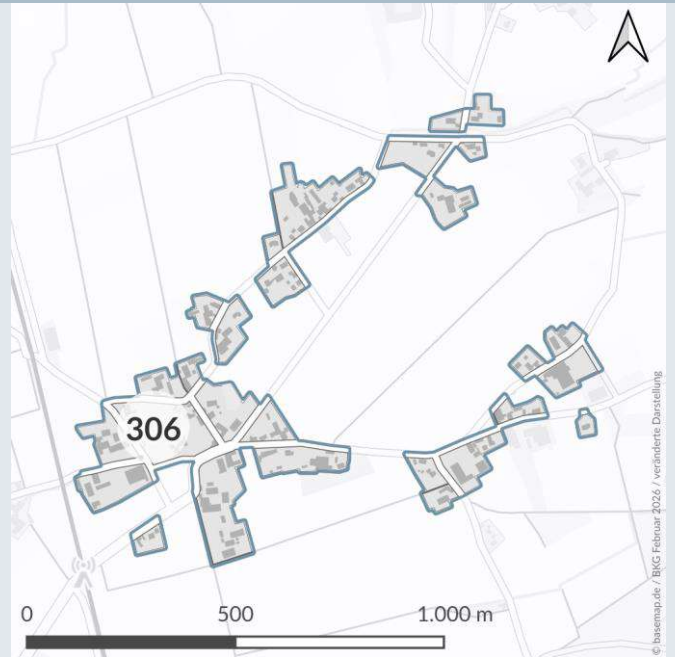 306
0 500 1.000 m
© basemap.de / BKG Februar 2026 / veränderte Darstellung